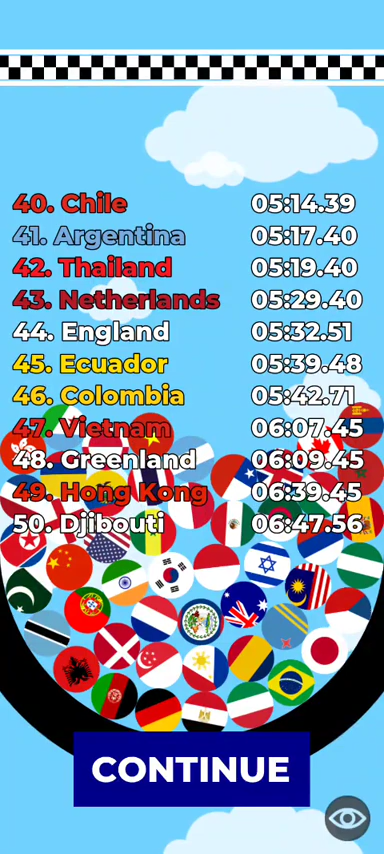 40. Chile 05:14.39
41. Argentina 05:17.40
42. Thailand 05:19.40
43. Netherlands 05:29.40
44. England 05:32.51
45. Ecuador 05:39.48
46. Colombia 05:42.71
47. Vietnam 06:07.45
48. Greenland 06:09.45
49. Hong Kong 06:39.45
50. Djibouti 06:47.56
CONTINUE